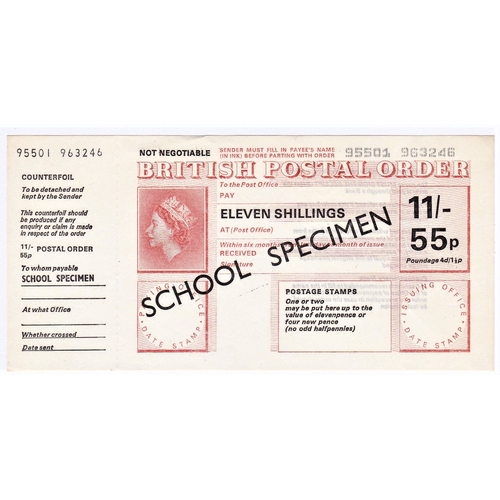 95501 963246
COUNTERFOIL
To be detached and
kept by the Sender
This counterfoil should
be produced if any
enquiry or claim is made
in respect of the order
11/- POSTAL ORDER
55p
To whom payable
SCHOOL SPECIMEN
At what Office
Whether crossed
Date sent
NOT NEGOTIABLE
SENDER MUST FILL IN PAYEE'S NAME
(IN INK) BEFORE PARTING WITH ORDER
95501 963246
BRITISH POSTAL ORDER
To the Post Office
PAY
ELEVEN SHILLINGS
AT (Post Office)
Within six months of last day of month of issue
RECEIVED
Signature
11/-
55p
Poundage 4d/1½p
SCHOOL SPECIMEN
PAYING OFFICE
DATE STAMP
POSTAGE STAMPS
One or two
may be put here up to the
value of elevenpence or
four new pence
(no odd halfpennies)
ISSUING OFFICE
DATE STAMP